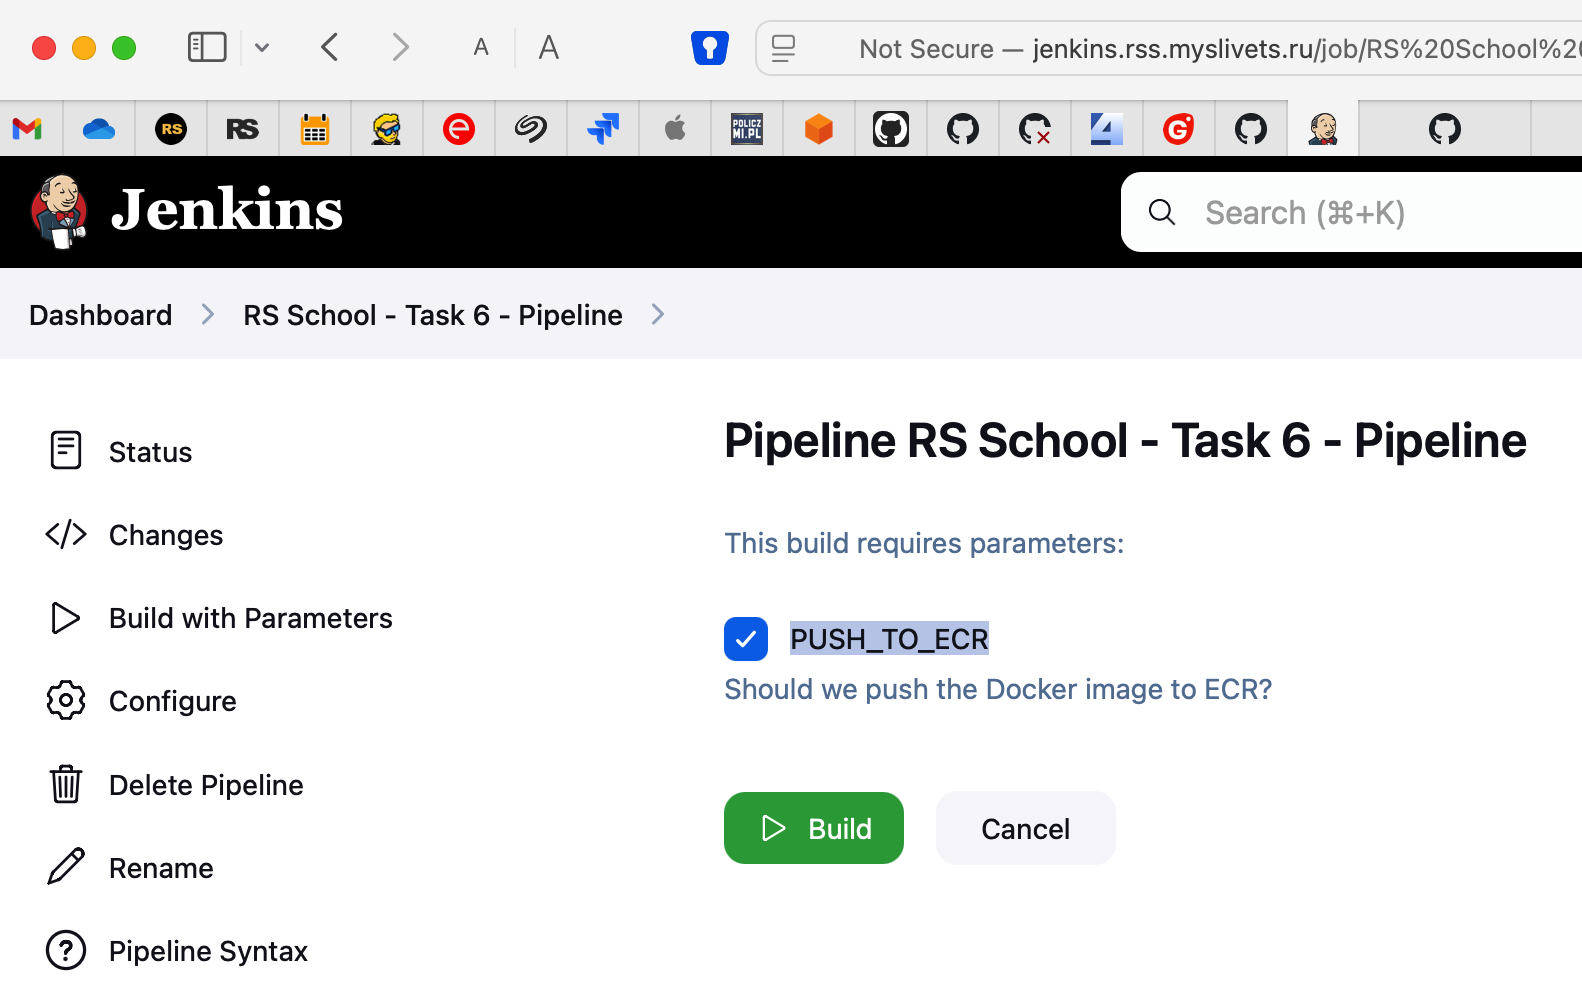 A A Not Secure — jenkins.rss.myslivets.ru/job/RS%20School%20
RS RS POLICZ MI.PL 4 G
Jenkins Search (⌘+K)
Dashboard RS School - Task 6 - Pipeline
Status
Changes
Build with Parameters
Configure
Delete Pipeline
Rename
Pipeline Syntax
Pipeline RS School - Task 6 - Pipeline
This build requires parameters:
PUSH_TO_ECR
Should we push the Docker image to ECR?
Build Cancel